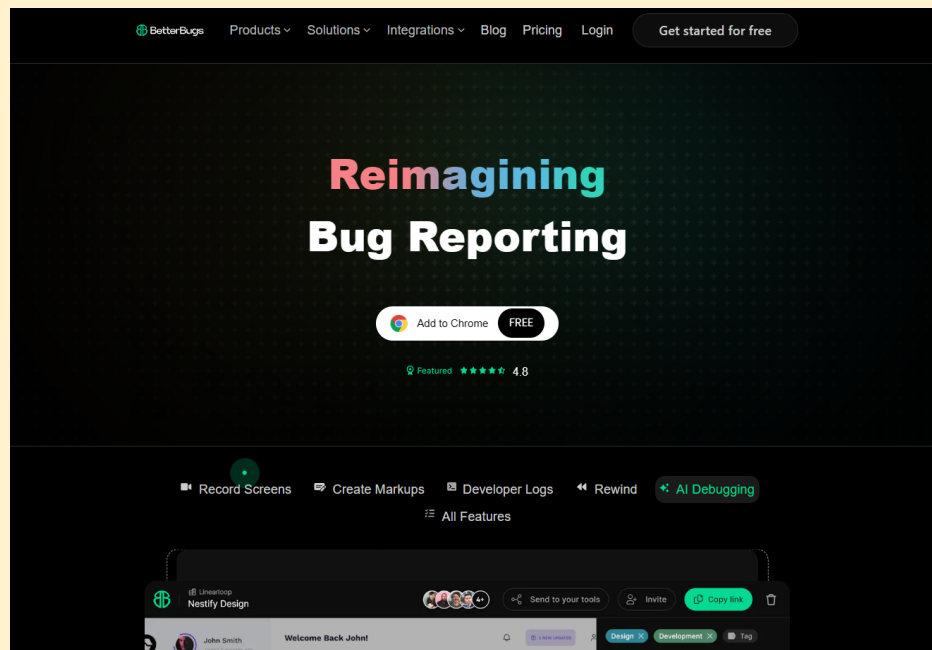 BetterBugs Products Solutions Integrations Blog Pricing Login Get started for free
Reimagining
Bug Reporting
Add to Chrome FREE
Featured 4.8
Record Screens Create Markups Developer Logs Rewind AI Debugging
All Features
Linearloop
Nestify Design 4+ Send to your tools Invite Copy link
John Smith Welcome Back John! Design Development Tag